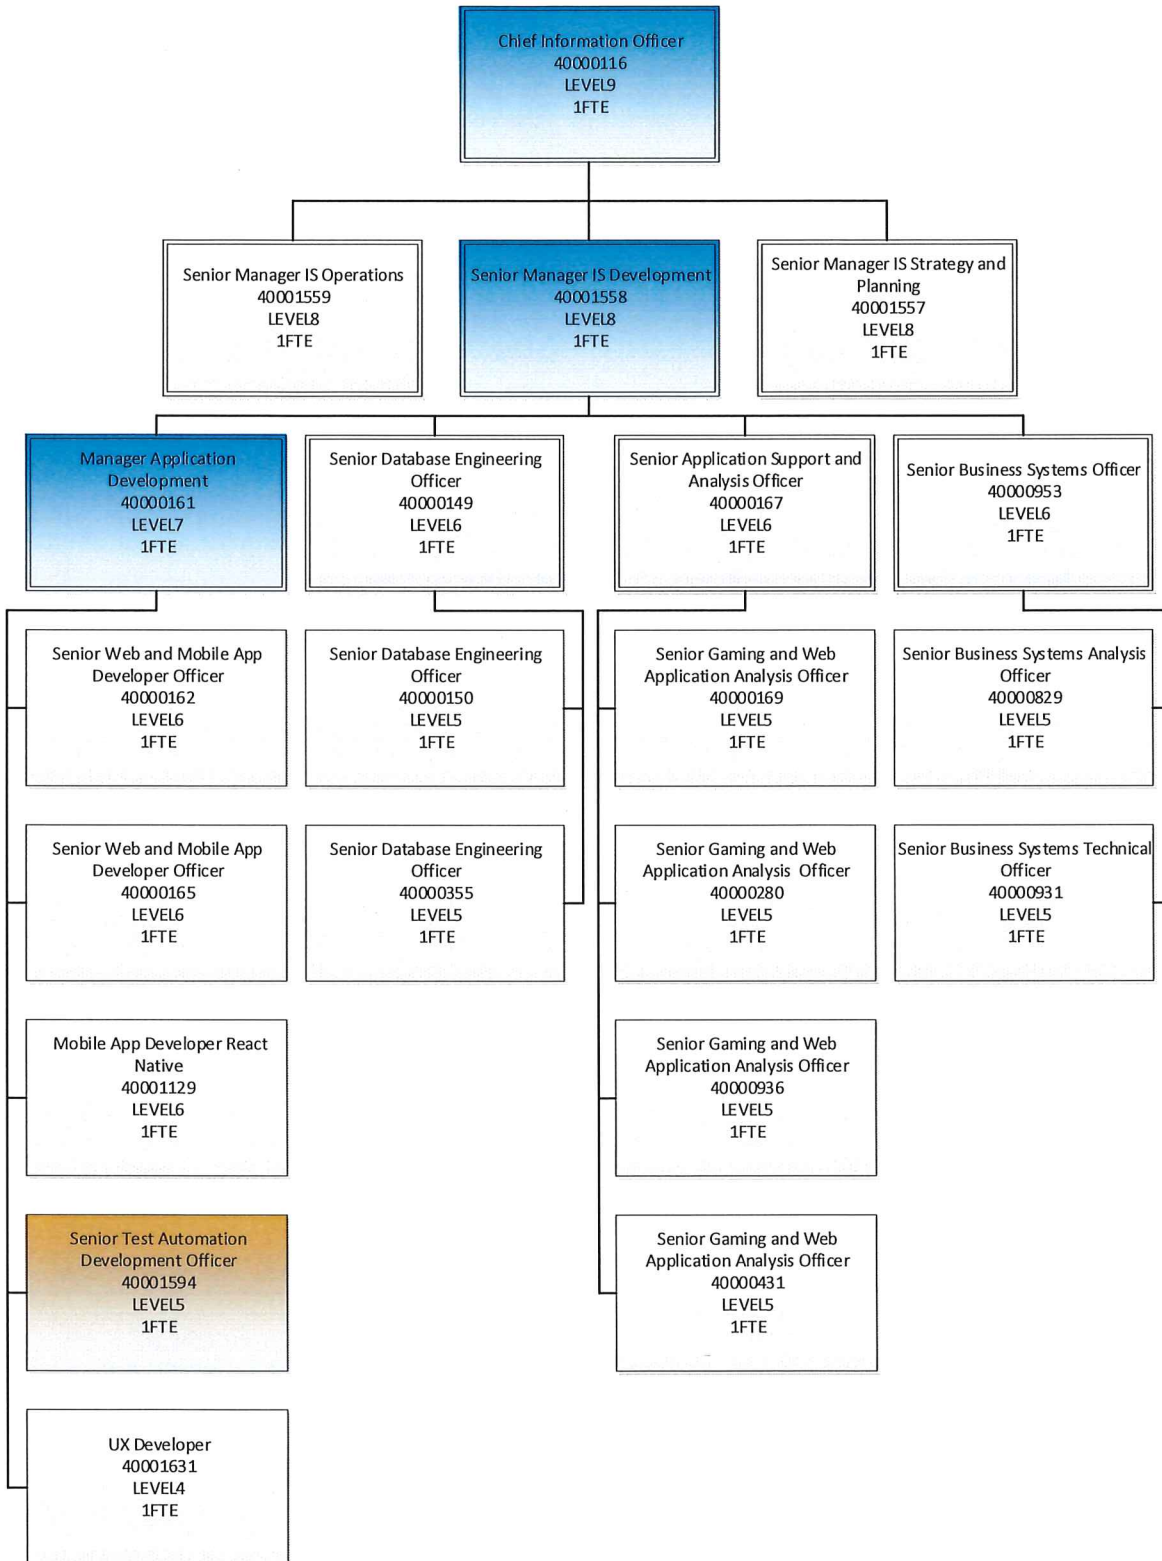 Chief Information Officer
40000116
LEVEL9
1FTE
Senior Manager IS Operations
40001559
LEVEL8
1FTE
Senior Manager IS Development
40001558
LEVEL8
1FTE
Senior Manager IS Strategy and
Planning
40001557
LEVEL8
1FTE
Manager Application
Development
40000161
LEVEL7
1FTE
Senior Database Engineering
Officer
40000149
LEVEL6
1FTE
Senior Application Support and
Analysis Officer
40000167
LEVEL6
1FTE
Senior Business Systems Officer
40000953
LEVEL6
1FTE
Senior Web and Mobile App
Developer Officer
40000162
LEVEL6
1FTE
Senior Database Engineering
Officer
40000150
LEVEL5
1FTE
Senior Gaming and Web
Application Analysis Officer
40000169
LEVEL5
1FTE
Senior Business Systems Analysis
Officer
40000829
LEVEL5
1FTE
Senior Web and Mobile App
Developer Officer
40000165
LEVEL6
1FTE
Senior Database Engineering
Officer
40000355
LEVEL5
1FTE
Senior Gaming and Web
Application Analysis Officer
40000280
LEVEL5
1FTE
Senior Business Systems Technical
Officer
40000931
LEVEL5
1FTE
Mobile App Developer React
Native
40001129
LEVEL6
1FTE
Senior Gaming and Web
Application Analysis Officer
40000936
LEVEL5
1FTE
Senior Test Automation
Development Officer
40001594
LEVEL5
1FTE
Senior Gaming and Web
Application Analysis Officer
40000431
LEVEL5
1FTE
UX Developer
40001631
LEVEL4
1FTE